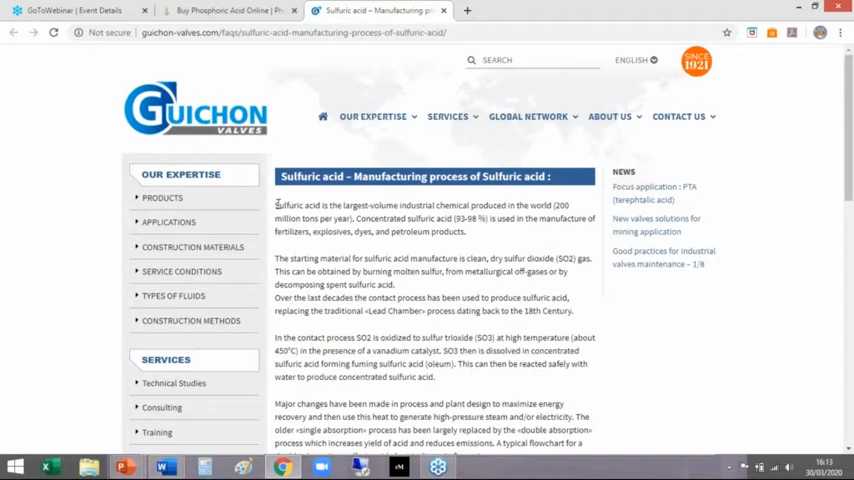 GoToWebinar | Event Details
Buy Phosphoric Acid Online | Ph
Sulfuric acid – Manufacturing pr
Not secure
guichon-valves.com/faqs/sulfuric-acid-manufacturing-process-of-sulfuric-acid/
SEARCH
ENGLISH
SINCE
1921
GUICHON
VALVES
OUR EXPERTISE
SERVICES
GLOBAL NETWORK
ABOUT US
CONTACT US
OUR EXPERTISE
PRODUCTS
APPLICATIONS
CONSTRUCTION MATERIALS
SERVICE CONDITIONS
TYPES OF FLUIDS
CONSTRUCTION METHODS
SERVICES
Technical Studies
Consulting
Training
Sulfuric acid – Manufacturing process of Sulfuric acid :
Sulfuric acid is the largest-volume industrial chemical produced in the world (200
million tons per year). Concentrated sulfuric acid (93-98 %) is used in the manufacture of
fertilizers, explosives, dyes, and petroleum products.
The starting material for sulfuric acid manufacture is clean, dry sulfur dioxide (SO2) gas.
This can be obtained by burning molten sulfur, from metallurgical off-gases or by
decomposing spent sulfuric acid.
Over the last decades the contact process has been used to produce sulfuric acid,
replacing the traditional «Lead Chamber» process dating back to the 18th Century.
In the contact process SO2 is oxidized to sulfur trioxide (SO3) at high temperature (about
450°C) in the presence of a vanadium catalyst. SO3 then is dissolved in concentrated
sulfuric acid forming fuming sulfuric acid (oleum). This can then be reacted safely with
water to produce concentrated sulfuric acid.
Major changes have been made in process and plant design to maximize energy
recovery and then use this heat to generate high-pressure steam and/or electricity. The
older «single absorption» process has been largely replaced by the «double absorption»
process which increases yield of acid and reduces emissions. A typical flowchart for a
NEWS
Focus application : PTA
(terephtalic acid)
New valves solutions for
mining application
Good practices for industrial
valves maintenance – 1/8
16:13
30/03/2020